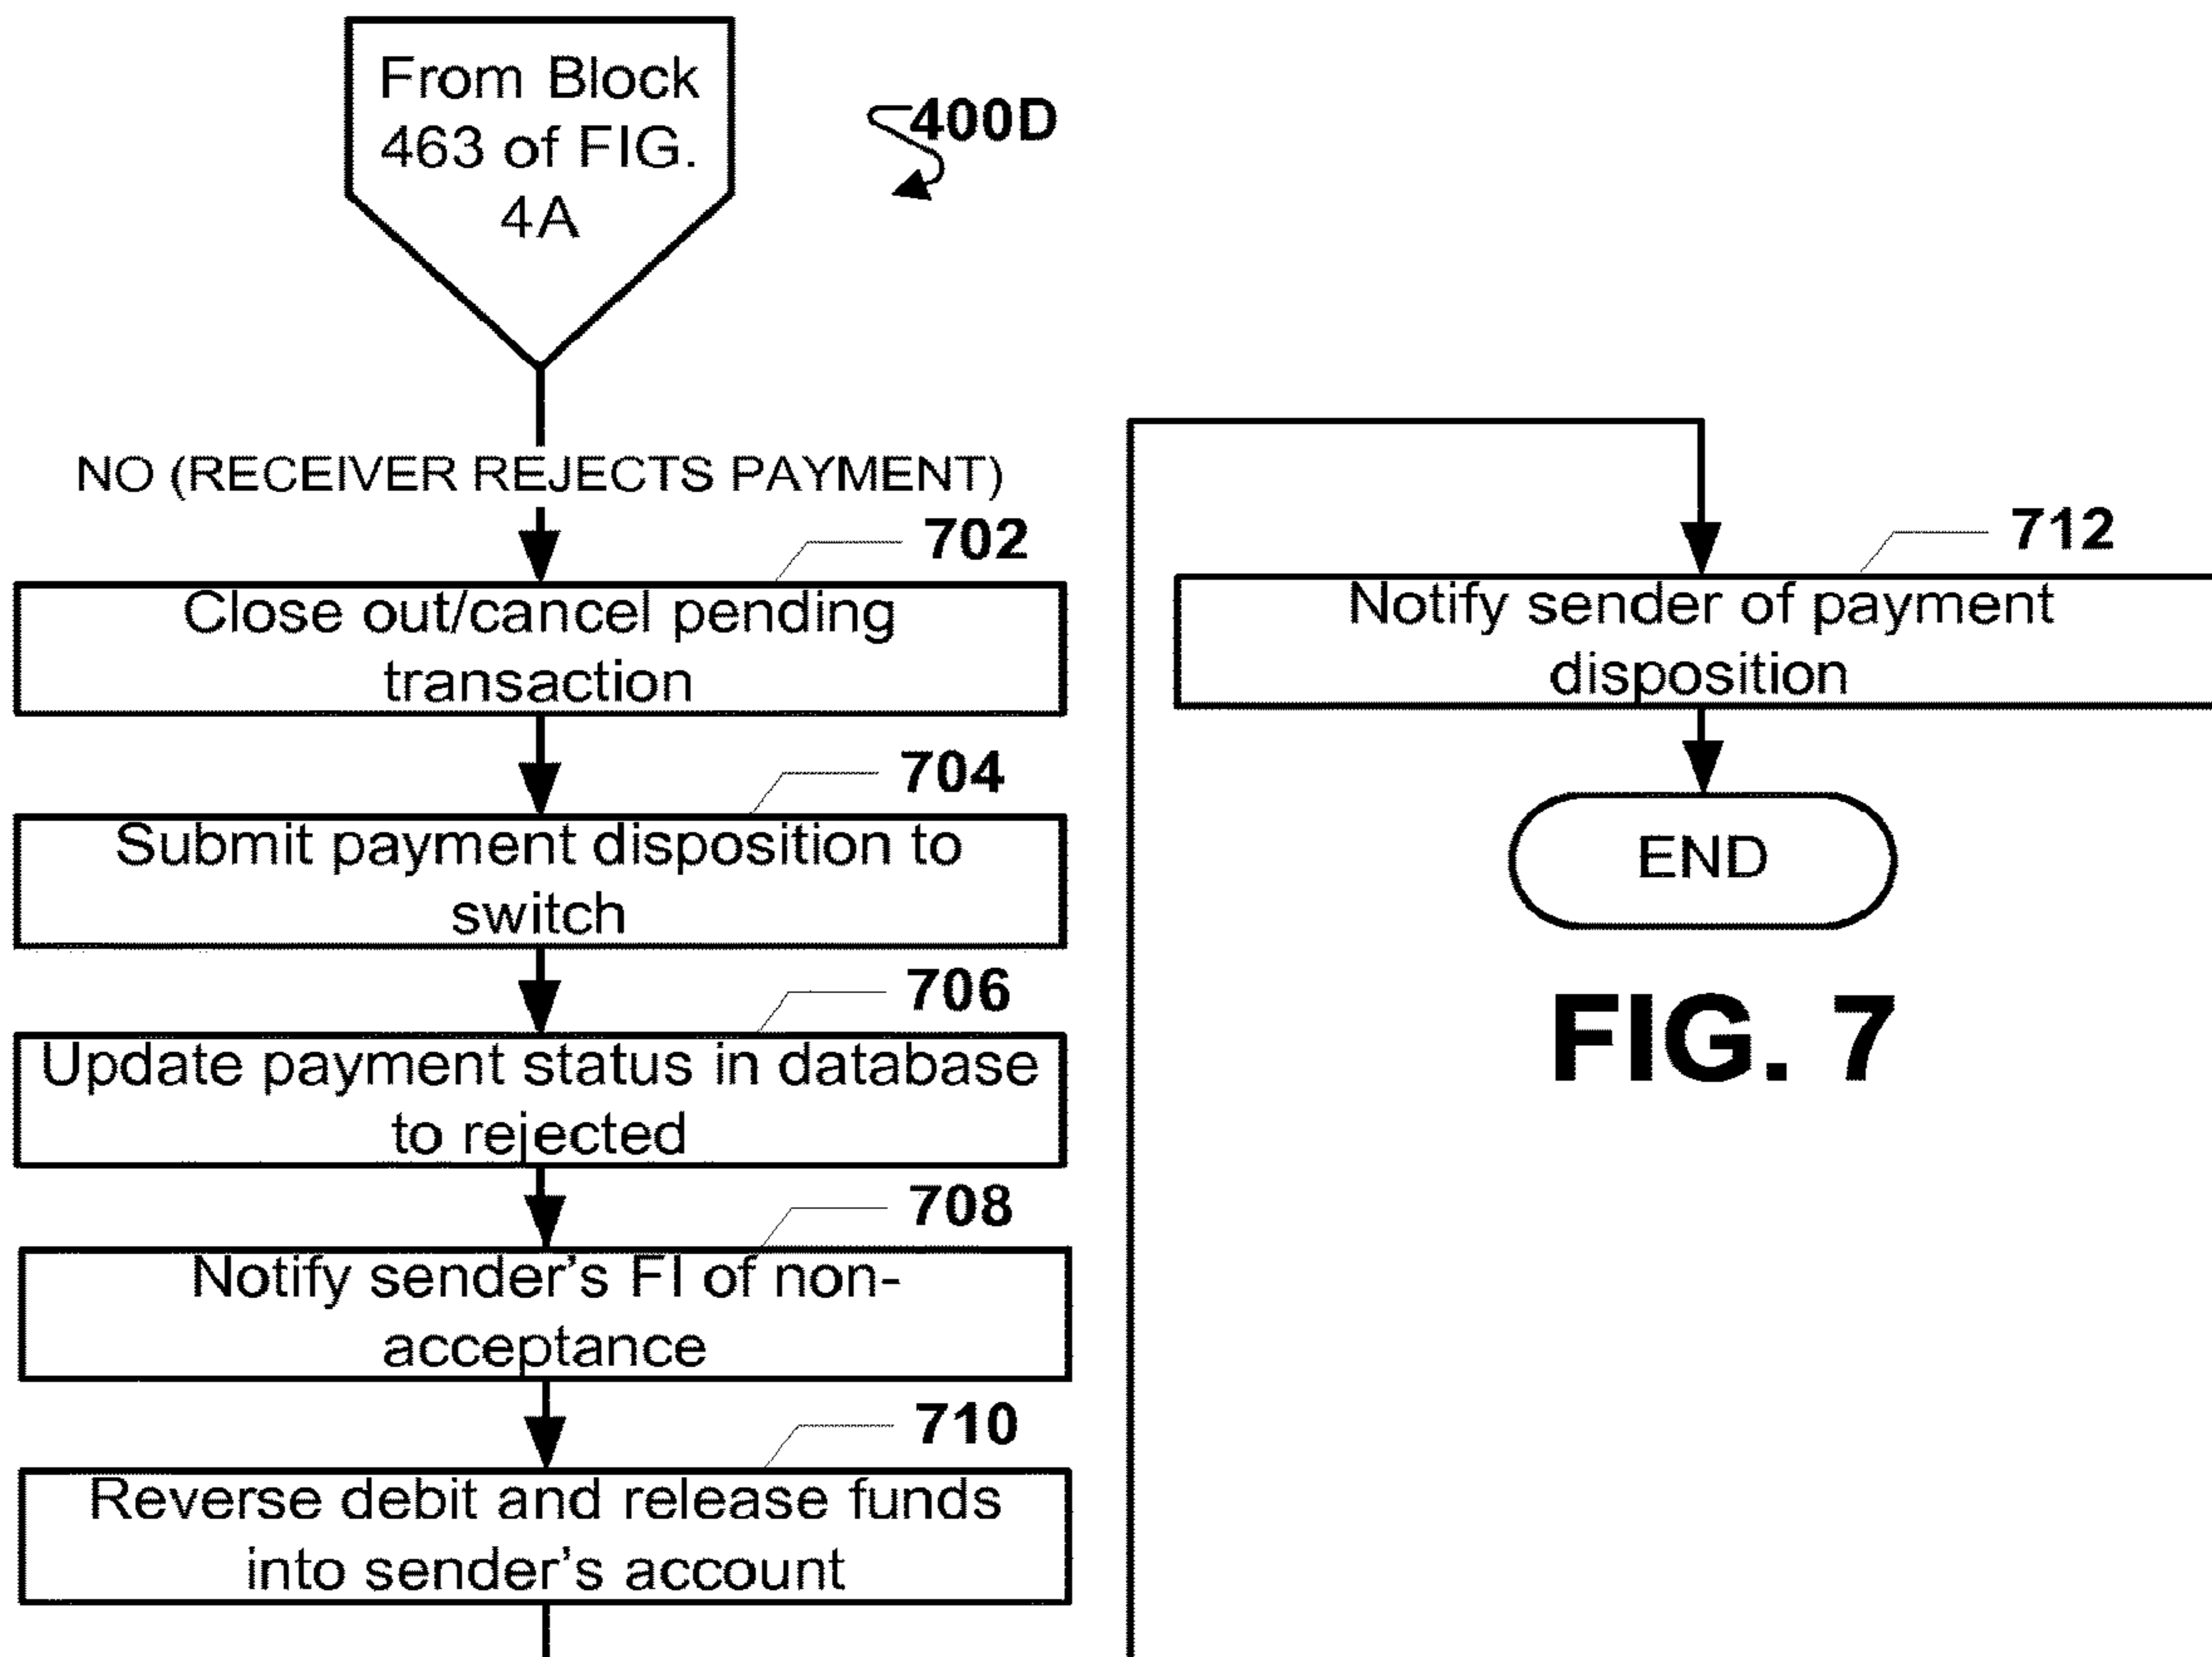 From Block
463 of FIG.
4A
400D
NO (RECEIVER REJECTS PAYMENT)
702
Close out/cancel pending
transaction
704
Submit payment disposition to
switch
706
Update payment status in database
to rejected
708
Notify sender's FI of non-
acceptance
710
Reverse debit and release funds
into sender's account
712
Notify sender of payment
disposition
END
FIG. 7